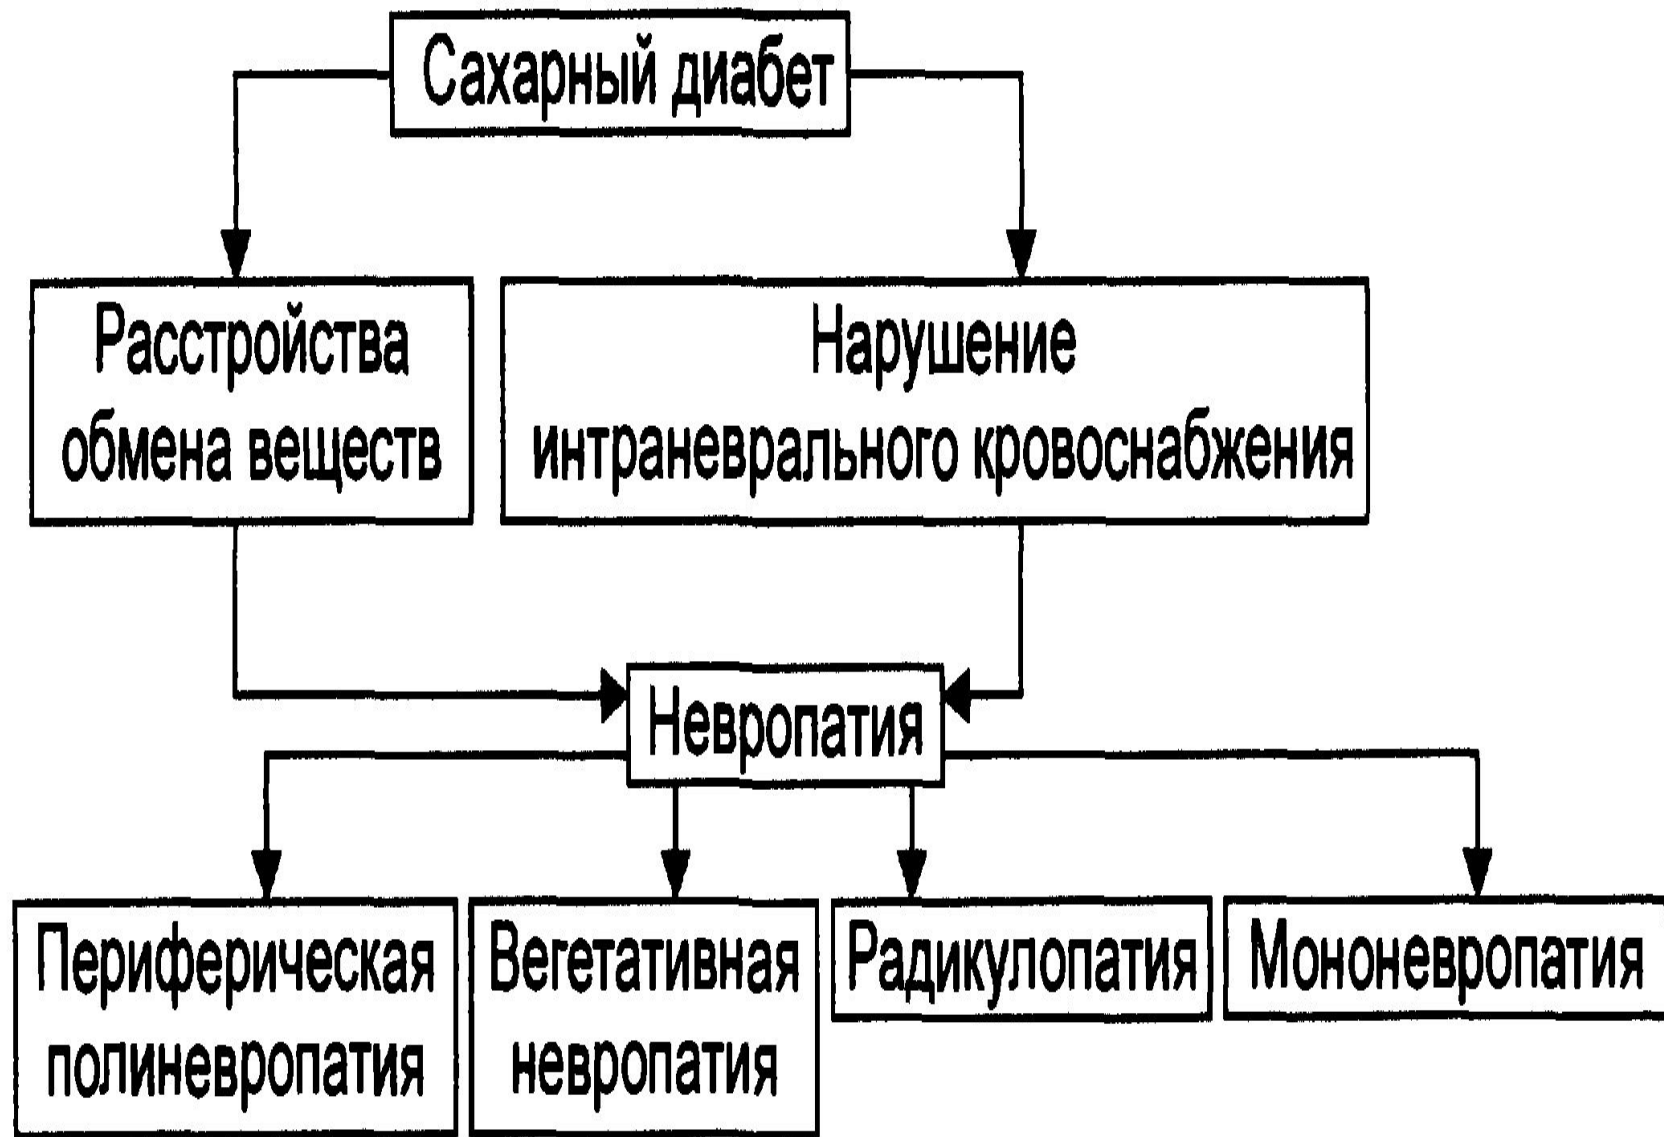 Сахарный диабет
Расстройства
обмена веществ
Нарушение
интраневрального кровоснабжения
Невропатия
Периферическая
полиневропатия
Вегетативная
невропатия
Радикулопатия
Мононевропатия